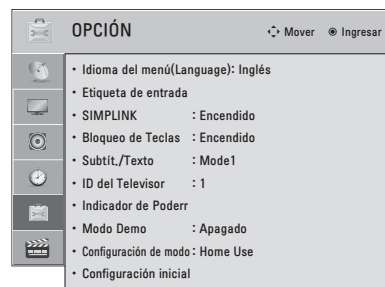 OPCIÓN Mover Ingresar
• Idioma del menú(Language): Inglés
• Etiqueta de entrada
• SIMPLINK : Encendido
• Bloqueo de Teclas : Encendido
• Subtít./Texto : Mode1
• ID del Televisor : 1
• Indicador de Poderr
• Modo Demo : Apagado
• Configuración de modo : Home Use
• Configuración inicial